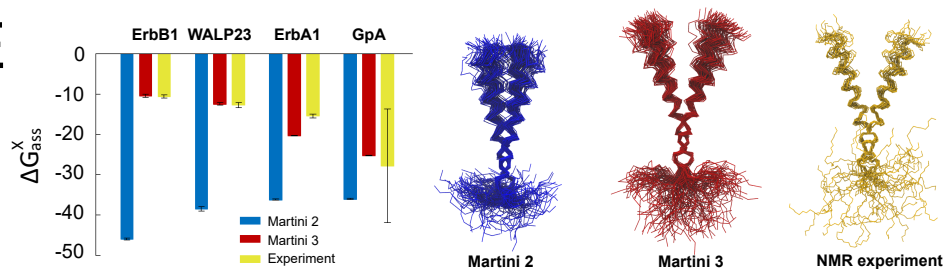 ErbB1 WALP23 ErbA1 GpA
0
-10
-20
-30
-40
-50
ΔG^X_ass
Martini 2
Martini 3
Experiment
Martini 2
Martini 3
NMR experiment